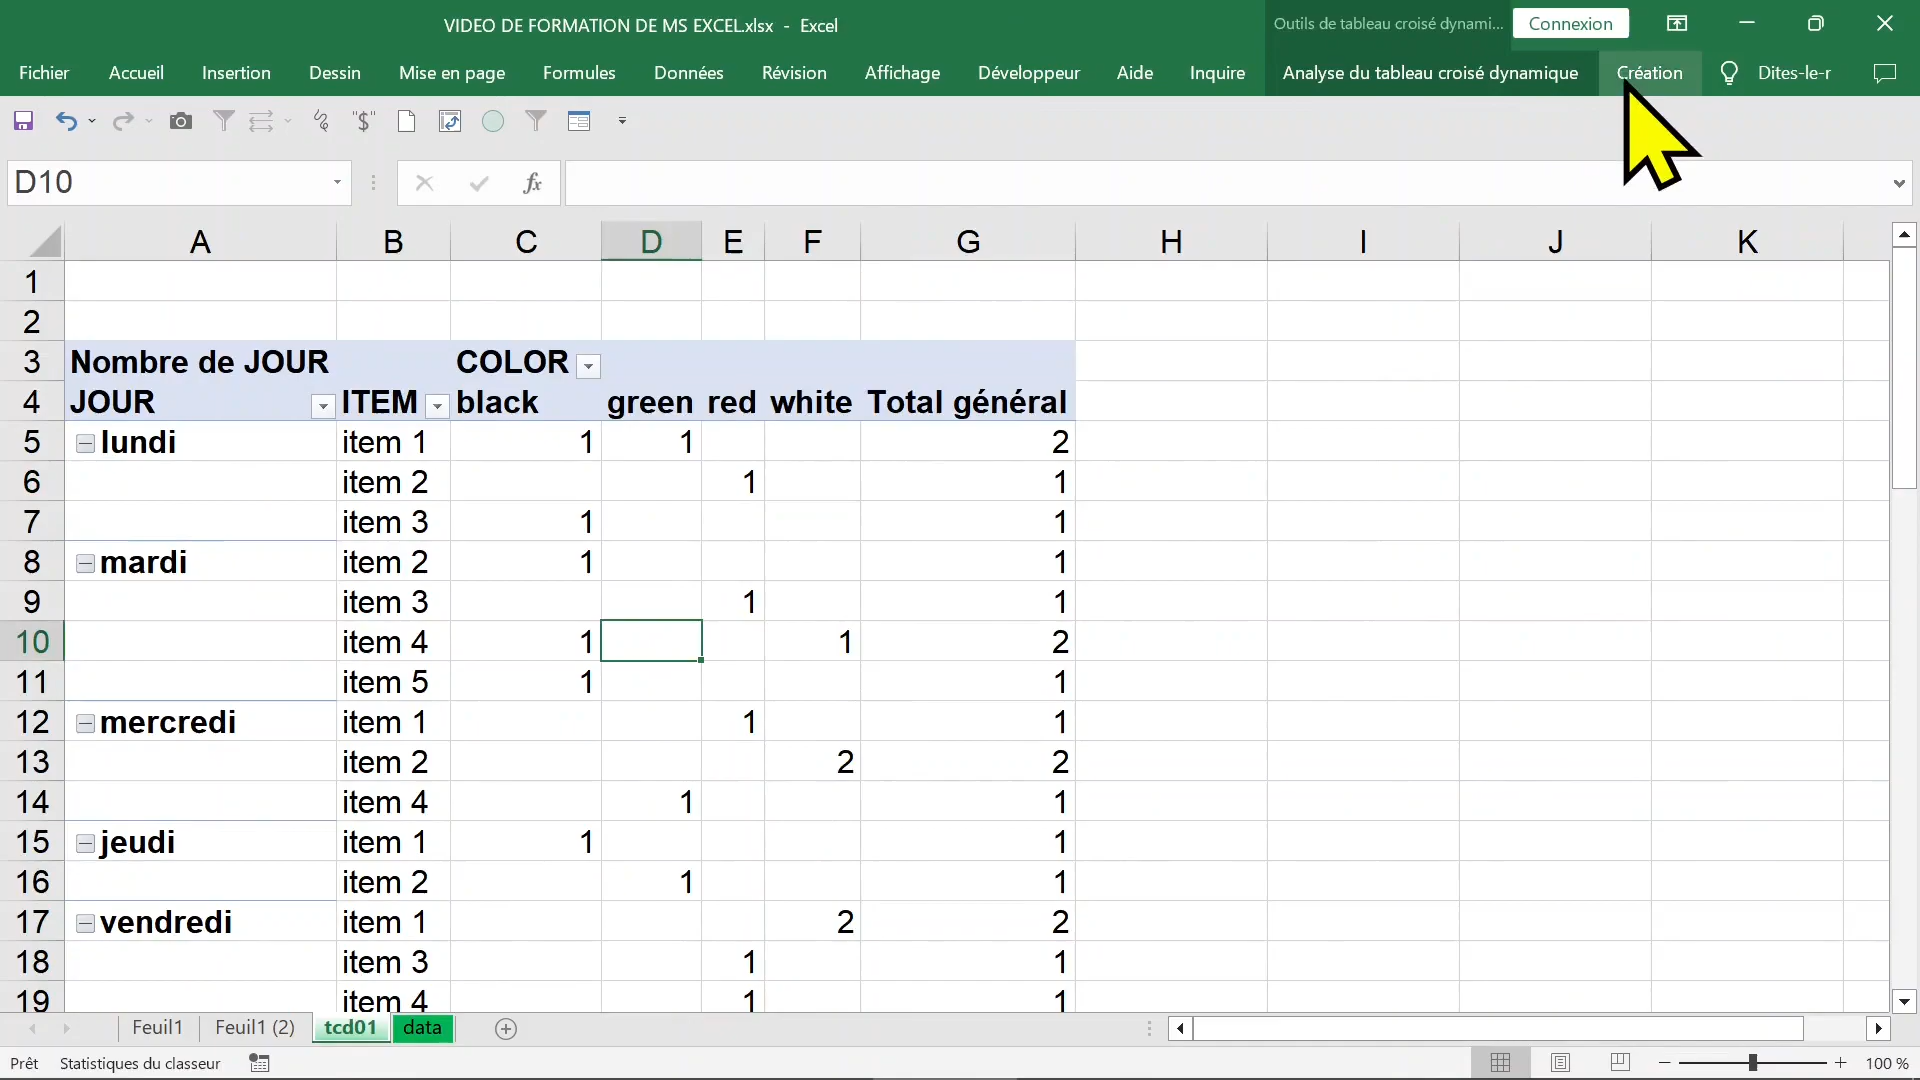 VIDEO DE FORMATION DE MS EXCEL.xlsx - Excel
Outils de tableau croisé dynami...
Connexion
Fichier Accueil Insertion Dessin Mise en page Formules Données Révision Affichage Développeur Aide Inquire Analyse du tableau croisé dynamique Création Dites-le-r
"$"
D10 fx
A B C D E F G H I J K
1
2
3 Nombre de JOUR COLOR
4 JOUR ITEM black green red white Total général
5 lundi item 1 1 1 2
6 item 2 1 1
7 item 3 1 1
8 mardi item 2 1 1
9 item 3 1 1
10 item 4 1 1 2
11 item 5 1 1
12 mercredi item 1 1 1
13 item 2 2 2
14 item 4 1 1
15 jeudi item 1 1 1
16 item 2 1 1
17 vendredi item 1 2 2
18 item 3 1 1
19 item 4 1 1
Feuil1 Feuil1 (2) tcd01 data
Prêt Statistiques du classeur 100 %